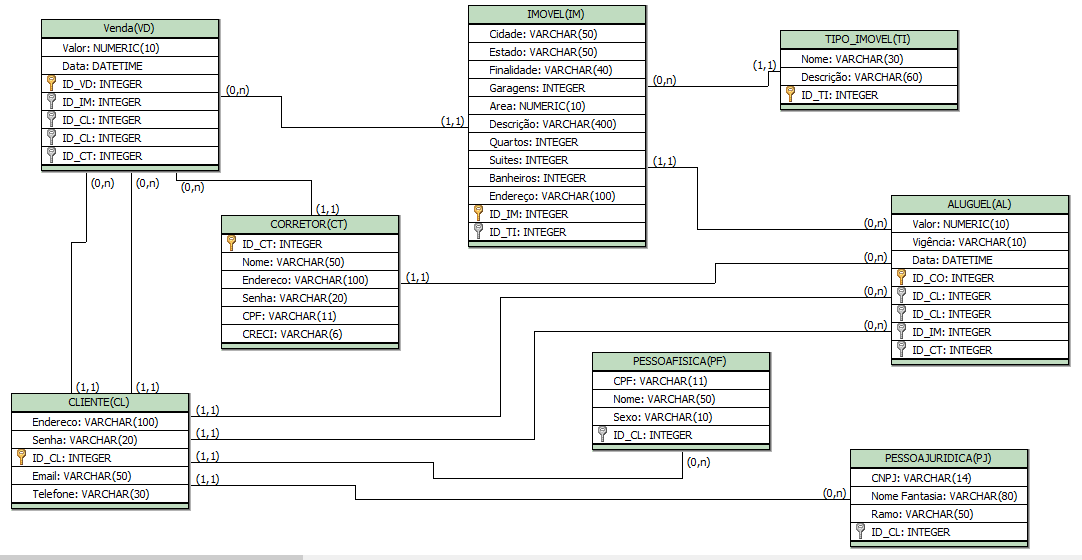 Venda(VD)
Valor: NUMERIC(10)
Data: DATETIME
ID_VD: INTEGER
ID_IM: INTEGER
ID_CL: INTEGER
ID_CL: INTEGER
ID_CT: INTEGER
(0,n)
(1,1)
(0,n)
(0,n)
(0,n)
IMOVEL(IM)
Cidade: VARCHAR(50)
Estado: VARCHAR(50)
Finalidade: VARCHAR(40)
Garagens: INTEGER
Area: NUMERIC(10)
Descrição: VARCHAR(400)
Quartos: INTEGER
Suites: INTEGER
Banheiros: INTEGER
Endereço: VARCHAR(100)
ID_IM: INTEGER
ID_TI: INTEGER
(0,n)
(1,1)
(1,1)
TIPO_IMOVEL(TI)
Nome: VARCHAR(30)
Descrição: VARCHAR(60)
ID_TI: INTEGER
(1,1)
CORRETOR(CT)
ID_CT: INTEGER
Nome: VARCHAR(50)
Endereco: VARCHAR(100)
Senha: VARCHAR(20)
CPF: VARCHAR(11)
CRECI: VARCHAR(6)
(1,1)
(0,n)
(0,n)
(0,n)
(0,n)
ALUGUEL(AL)
Valor: NUMERIC(10)
Vigência: VARCHAR(10)
Data: DATETIME
ID_CO: INTEGER
ID_CL: INTEGER
ID_CL: INTEGER
ID_IM: INTEGER
ID_CT: INTEGER
(1,1)
(1,1)
CLIENTE(CL)
Endereco: VARCHAR(100)
Senha: VARCHAR(20)
ID_CL: INTEGER
Email: VARCHAR(50)
Telefone: VARCHAR(30)
(1,1)
(1,1)
(1,1)
(1,1)
PESSOAFISICA(PF)
CPF: VARCHAR(11)
Nome: VARCHAR(50)
Sexo: VARCHAR(10)
ID_CL: INTEGER
(0,n)
(0,n)
PESSOAJURIDICA(PJ)
CNPJ: VARCHAR(14)
Nome Fantasia: VARCHAR(80)
Ramo: VARCHAR(50)
ID_CL: INTEGER